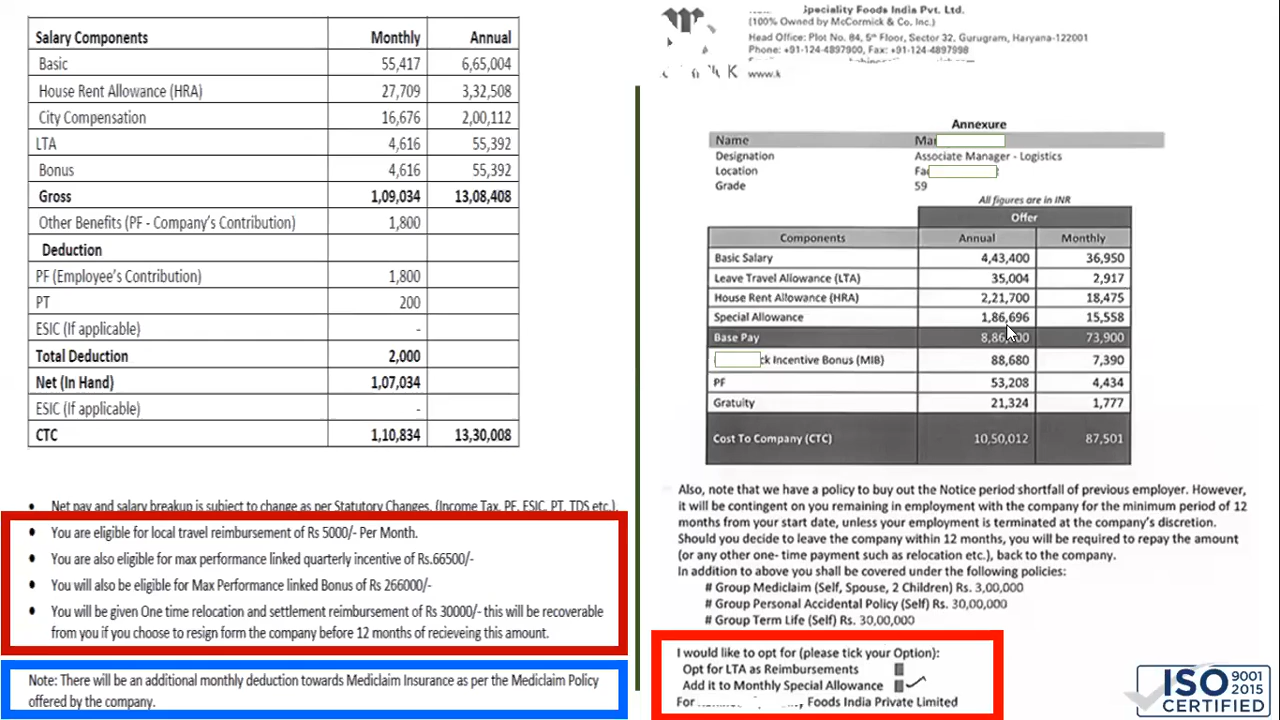 Salary Components Monthly Annual
Basic 55,417 6,65,004
House Rent Allowance (HRA) 27,709 3,32,508
City Compensation 16,676 2,00,112
LTA 4,616 55,392
Bonus 4,616 55,392
Gross 1,09,034 13,08,408
Other Benefits (PF - Company's Contribution) 1,800
Deduction
PF (Employee's Contribution) 1,800
PT 200
ESIC (If applicable) -
Total Deduction 2,000
Net (In Hand) 1,07,034
ESIC (If applicable) -
CTC 1,10,834 13,30,008
• Net pay and salary breakup is subject to change as per Statutory Changes. (Income Tax, PF, ESIC, PT, TDS etc.).
• You are eligible for local travel reimbursement of Rs 5000/- Per Month.
• You are also eligible for max performance linked quarterly incentive of Rs.66500/-
• You will also be eligible for Max Performance linked Bonus of Rs 266000/-
• You will be given One time relocation and settlement reimbursement of Rs 30000/- this will be recoverable
from you if you choose to resign form the company before 12 months of recieveing this amount.
Note: There will be an additional monthly deduction towards Mediclaim Insurance as per the Mediclaim Policy
offered by the company.
Speciality Foods India Pvt. Ltd.
(100% Owned by McCormick & Co. Inc.)
Head Office: Plot No. 84, 5th Floor, Sector 32, Gurugram, Haryana-122001
Phone: +91-124-4897900, Fax: +91-124-4897998
K www.k
Annexure
Name Mar
Designation Associate Manager - Logistics
Location Fa
Grade 59
All figures are in INR
Offer
Components Annual Monthly
Basic Salary 4,43,400 36,950
Leave Travel Allowance (LTA) 35,004 2,917
House Rent Allowance (HRA) 2,21,700 18,475
Special Allowance 1,86,696 15,558
Base Pay 73,900
ck Incentive Bonus (MIB) 88,680 7,390
PF 53,208 4,434
Gratuity 21,324 1,777
Cost To Company (CTC) 10,50,012 87,501
Also, note that we have a policy to buy out the Notice period shortfall of previous employer. However,
it will be contingent on you remaining in employment with the company for the minimum period of 12
months from your start date, unless your employment is terminated at the company's discretion.
Should you decide to leave the company within 12 months, you will be required to repay the amount
(or any other one- time payment such as relocation etc.), back to the company.
In addition to above you shall be covered under the following policies:
# Group Mediclaim (Self, Spouse, 2 Children) Rs. 3,00,000
# Group Personal Accidental Policy (Self) Rs. 30,00,000
# Group Term Life (Self) Rs. 30,00,000
I would like to opt for (please tick your Option):
Opt for LTA as Reimbursements
Add it to Monthly Special Allowance
For Foods India Private Limited
ISO 9001
2015
CERTIFIED